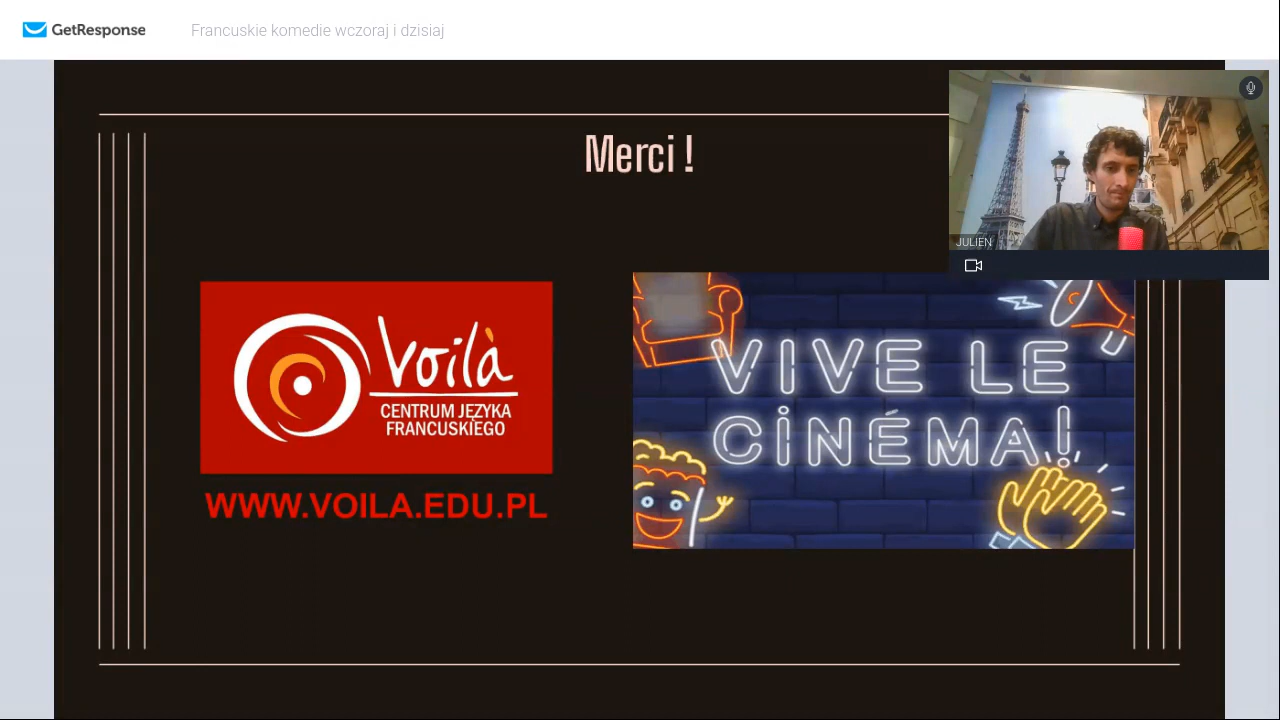 GetResponse
Francuskie komedie wczoraj i dzisiaj
Merci !
JULIEN
Voilà
CENTRUM JĘZYKA
FRANCUSKIEGO
WWW.VOILA.EDU.PL
VIVE LE
CINÉMA!